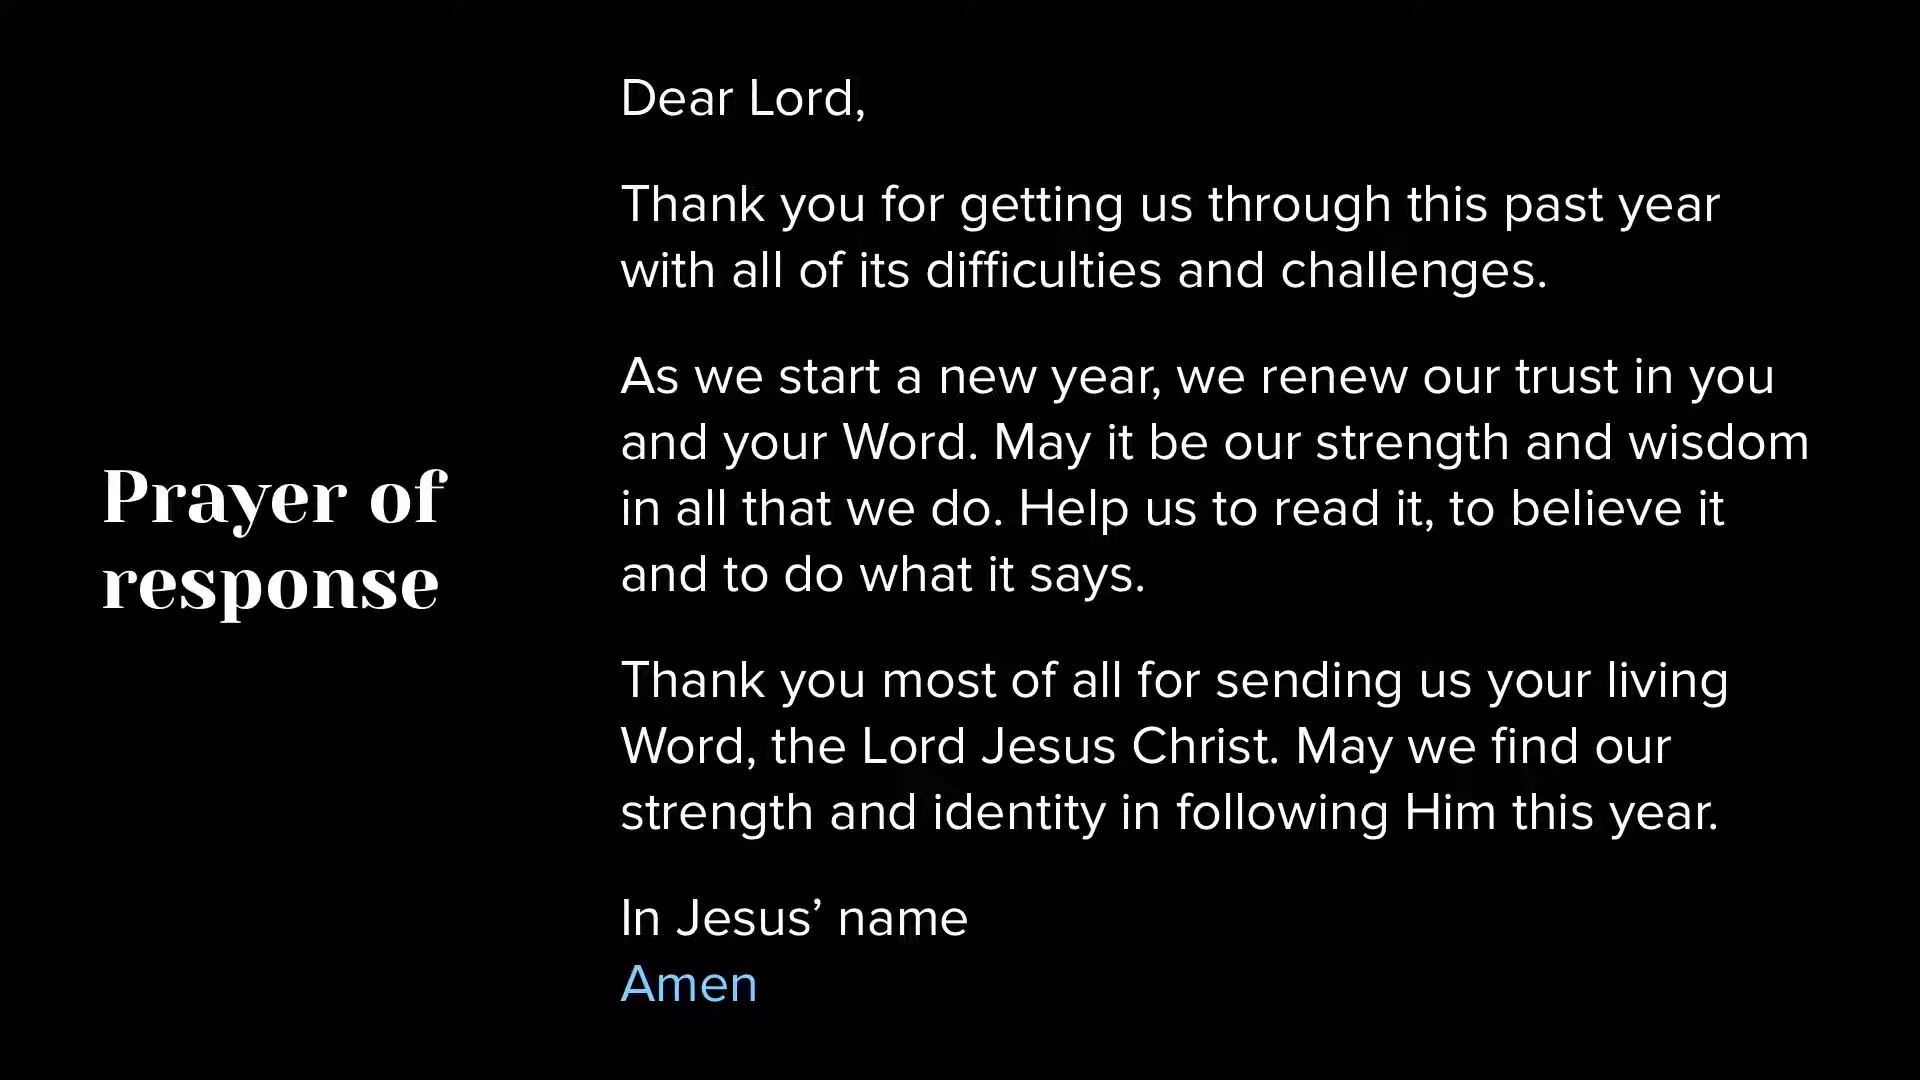 Prayer of
response
Dear Lord,
Thank you for getting us through this past year
with all of its difficulties and challenges.
As we start a new year, we renew our trust in you
and your Word. May it be our strength and wisdom
in all that we do. Help us to read it, to believe it
and to do what it says.
Thank you most of all for sending us your living
Word, the Lord Jesus Christ. May we find our
strength and identity in following Him this year.
In Jesus’ name
Amen